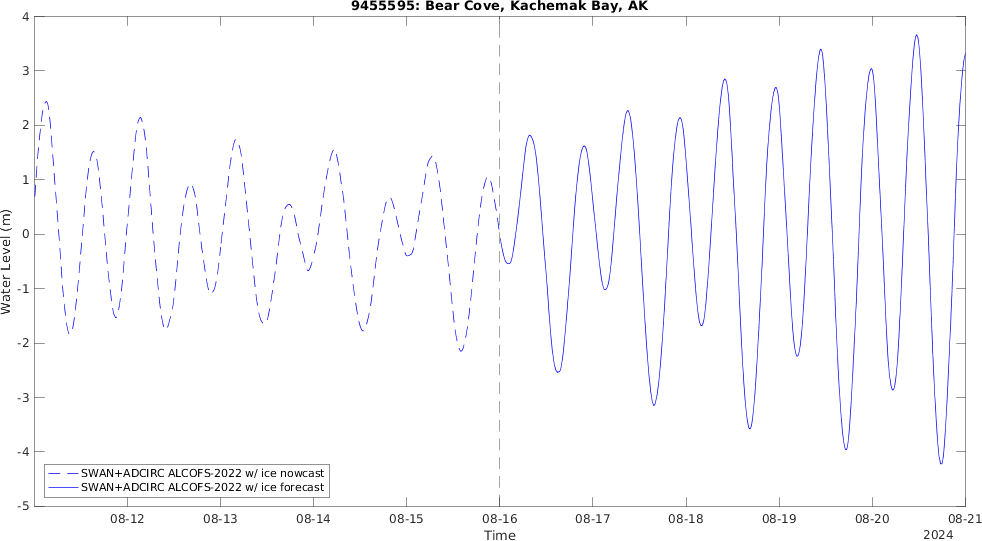 9455595: Bear Cove, Kachemak Bay, AK
4
3
2
1
0
-1
-2
-3
-4
-5
Water Level (m)
SWAN+ADCIRC ALCOFS-2022 w/ ice nowcast
SWAN+ADCIRC ALCOFS-2022 w/ ice forecast
08-12 08-13 08-14 08-15 08-16 08-17 08-18 08-19 08-20 08-21
Time
2024